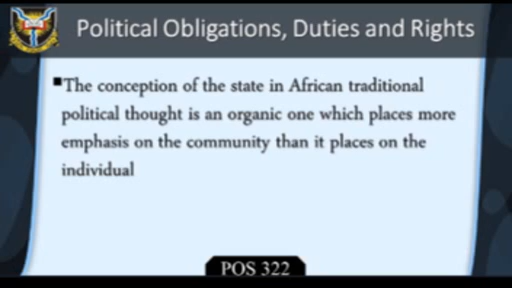 Political Obligations, Duties and Rights
▪The conception of the state in African traditional
political thought is an organic one which places more
emphasis on the community than it places on the
individual
POS 322